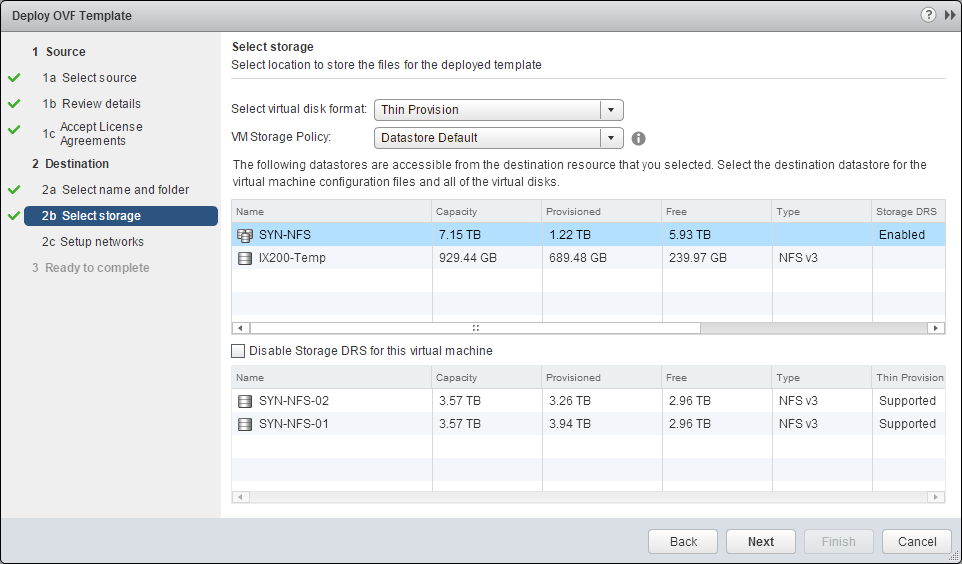 Deploy OVF Template
?
1 Source
1a Select source
1b Review details
1c Accept License
Agreements
2 Destination
2a Select name and folder
2b Select storage
2c Setup networks
3 Ready to complete
Select storage
Select location to store the files for the deployed template
Select virtual disk format: Thin Provision
VM Storage Policy: Datastore Default
The following datastores are accessible from the destination resource that you selected. Select the destination datastore for the
virtual machine configuration files and all of the virtual disks.
Name Capacity Provisioned Free Type Storage DRS
SYN-NFS 7.15 TB 1.22 TB 5.93 TB Enabled
IX200-Temp 929.44 GB 689.48 GB 239.97 GB NFS v3
Disable Storage DRS for this virtual machine
Name Capacity Provisioned Free Type Thin Provision
SYN-NFS-02 3.57 TB 3.26 TB 2.96 TB NFS v3 Supported
SYN-NFS-01 3.57 TB 3.94 TB 2.96 TB NFS v3 Supported
Back Next Finish Cancel